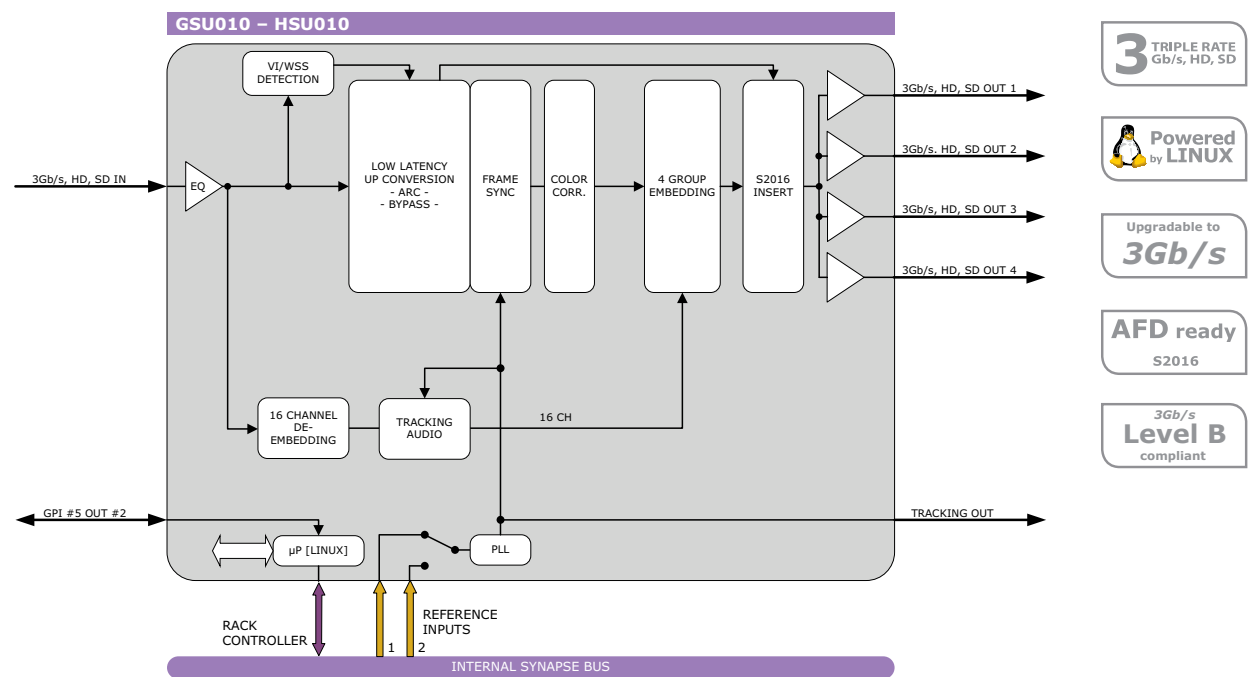 GSU010 – HSU010
VI/WSS
DETECTION
3Gb/s, HD, SD IN
EQ
LOW LATENCY
UP CONVERSION
- ARC -
- BYPASS -
FRAME
SYNC
COLOR
CORR.
4 GROUP
EMBEDDING
S2016
INSERT
3Gb/s, HD, SD OUT 1
3Gb/s. HD, SD OUT 2
3Gb/s, HD, SD OUT 3
3Gb/s, HD, SD OUT 4
16 CHANNEL
DE-
EMBEDDING
TRACKING
AUDIO
16 CH
GPI #5 OUT #2
TRACKING OUT
µP [LINUX]
PLL
RACK
CONTROLLER
REFERENCE
INPUTS
1
2
INTERNAL SYNAPSE BUS
3 TRIPLE RATE
Gb/s, HD, SD
Powered
by LINUX
Upgradable to
3Gb/s
AFD ready
S2016
3Gb/s
Level B
compliant